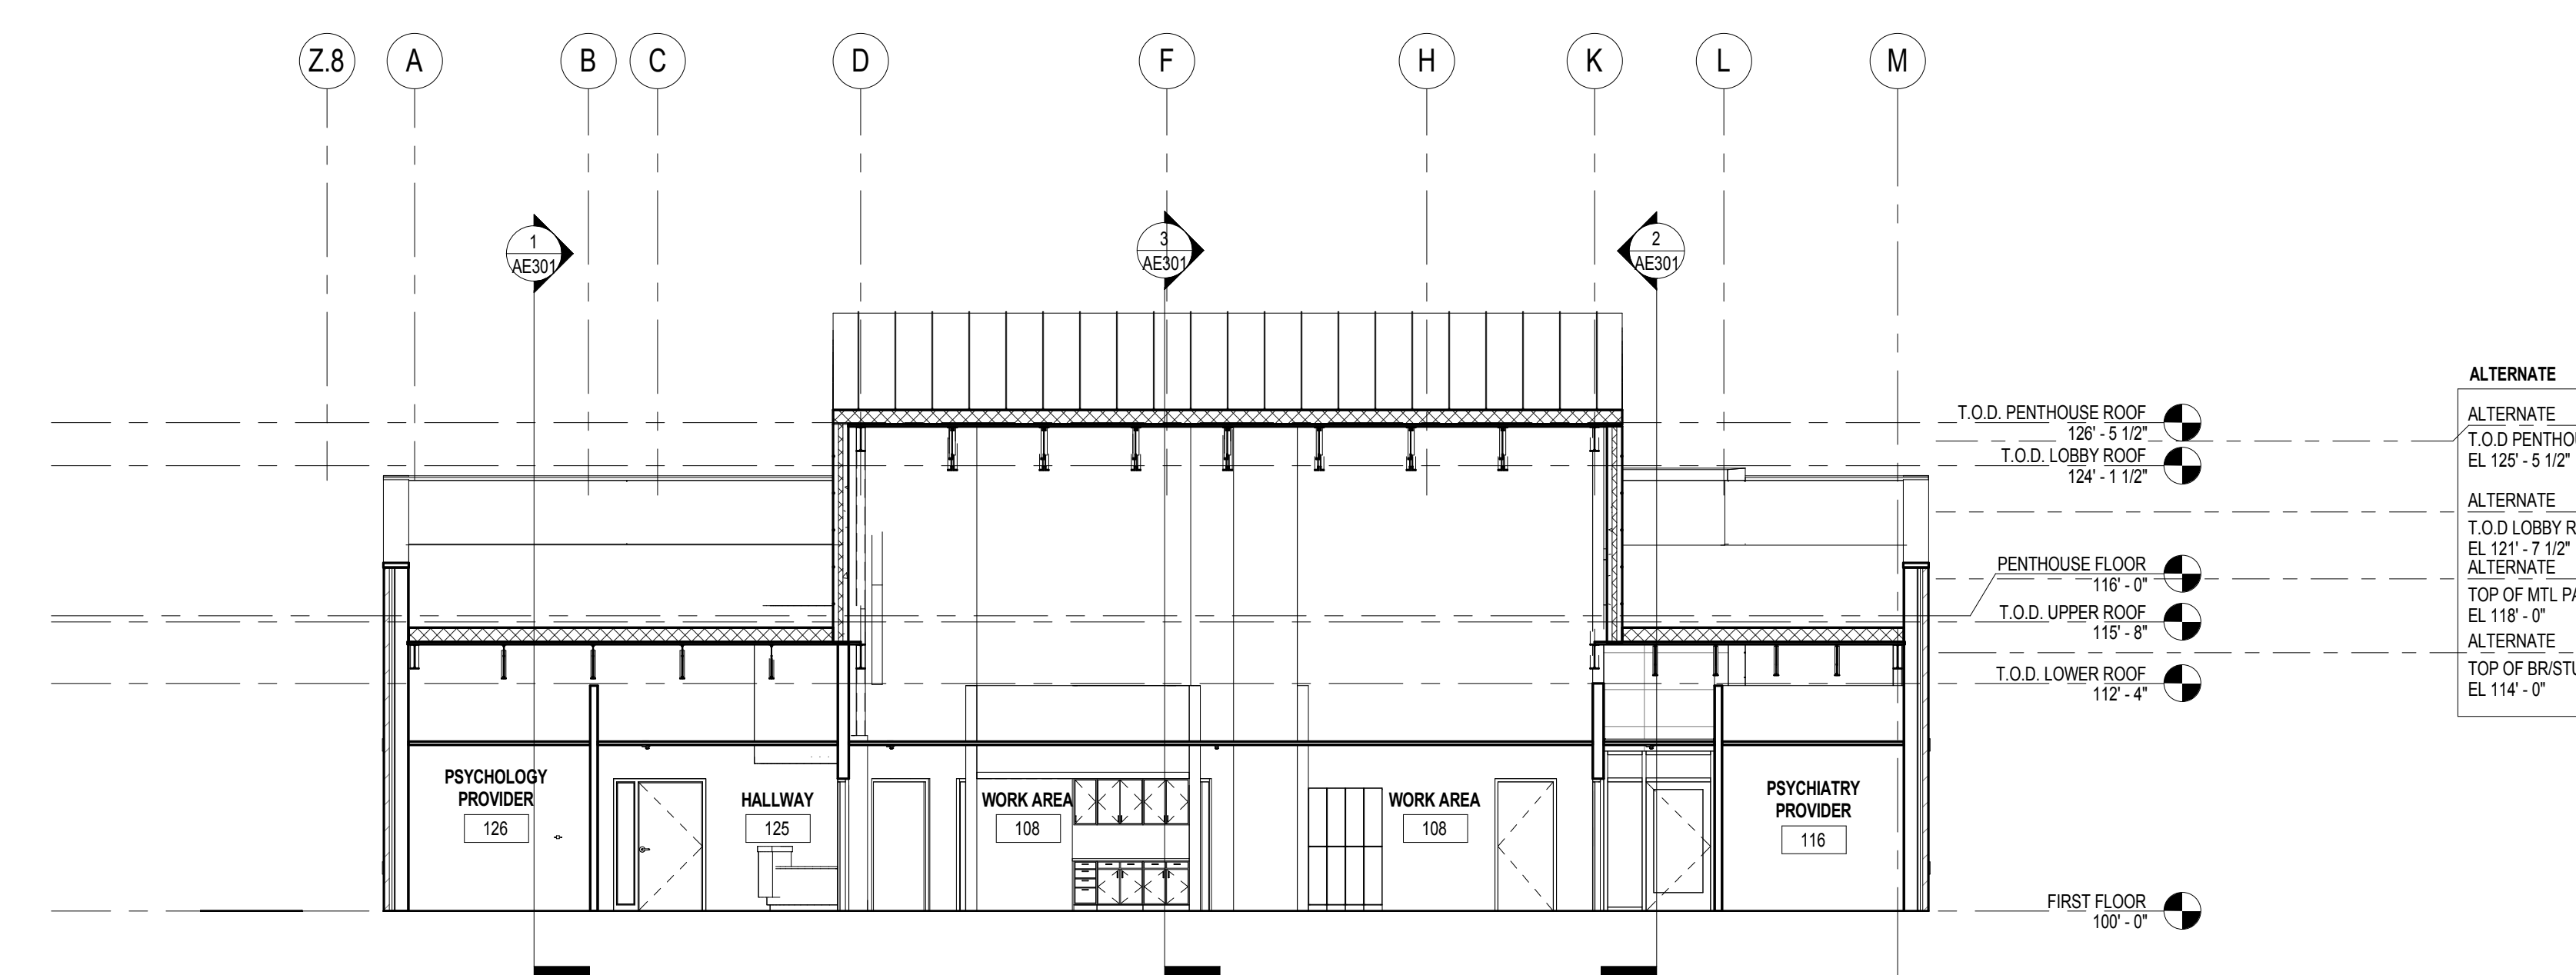 Z.8 A B C D F H K L M
1
AE301
3
AE301
2
AE301
T.O.D. PENTHOUSE ROOF
126' - 5 1/2"
T.O.D. LOBBY ROOF
124' - 1 1/2"
PENTHOUSE FLOOR
116' - 0"
T.O.D. UPPER ROOF
115' - 8"
T.O.D. LOWER ROOF
112' - 4"
FIRST FLOOR
100' - 0"
ALTERNATE
ALTERNATE
T.O.D
EL 125' - 5 1/2"
ALTERNATE
T.O.D LOBBY
EL 121' - 7 1/2"
ALTERNATE
TOP OF MTL
EL 118' - 0"
ALTERNATE
TOP OF
EL 114' - 0"
PSYCHOLOGY
PROVIDER
126
HALLWAY
125
WORK AREA
108
WORK AREA
108
PSYCHIATRY
PROVIDER
116